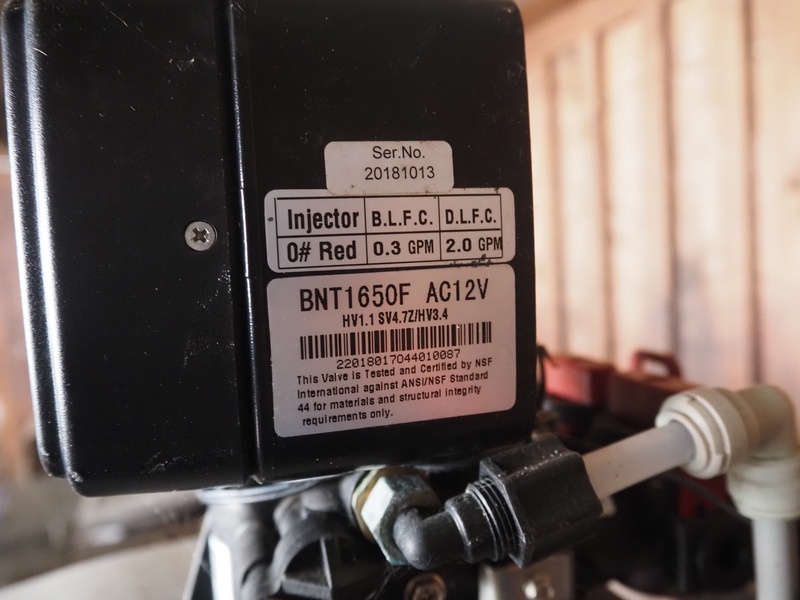 Ser.No.
20181013
Injector B.L.F.C. D.L.F.C.
0# Red 0.3 GPM 2.0 GPM
BNT1650F AC12V
HV1.1 SV4.7Z/HV3.4
22018017044010087
This Valve is Tested and Certified by NSF
International against ANSI/NSF Standard
44 for materials and structural integrity
requirements only.